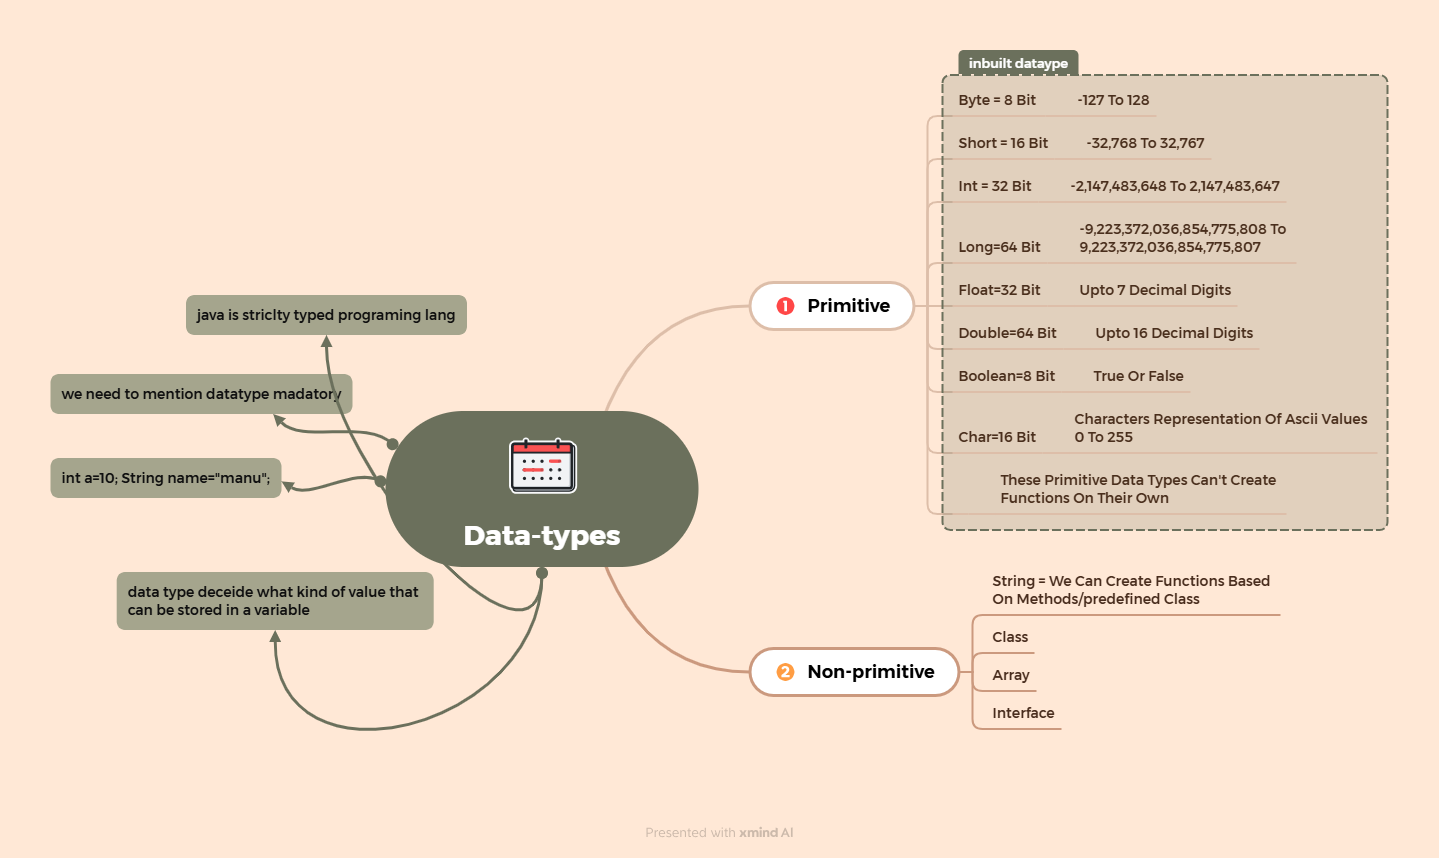 inbuilt dataype
Byte = 8 Bit -127 To 128
Short = 16 Bit -32,768 To 32,767
Int = 32 Bit -2,147,483,648 To 2,147,483,647
-9,223,372,036,854,775,808 To
Long=64 Bit 9,223,372,036,854,775,807
Float=32 Bit Upto 7 Decimal Digits
Double=64 Bit Upto 16 Decimal Digits
Boolean=8 Bit True Or False
Characters Representation Of Ascii Values
Char=16 Bit 0 To 255
These Primitive Data Types Can't Create
Functions On Their Own
1 Primitive
java is striclty typed programing lang
we need to mention datatype madatory
int a=10; String name="manu";
Data-types
data type deceide what kind of value that
can be stored in a variable
2 Non-primitive
String = We Can Create Functions Based
On Methods/predefined Class
Class
Array
Interface
Presented with xmind AI